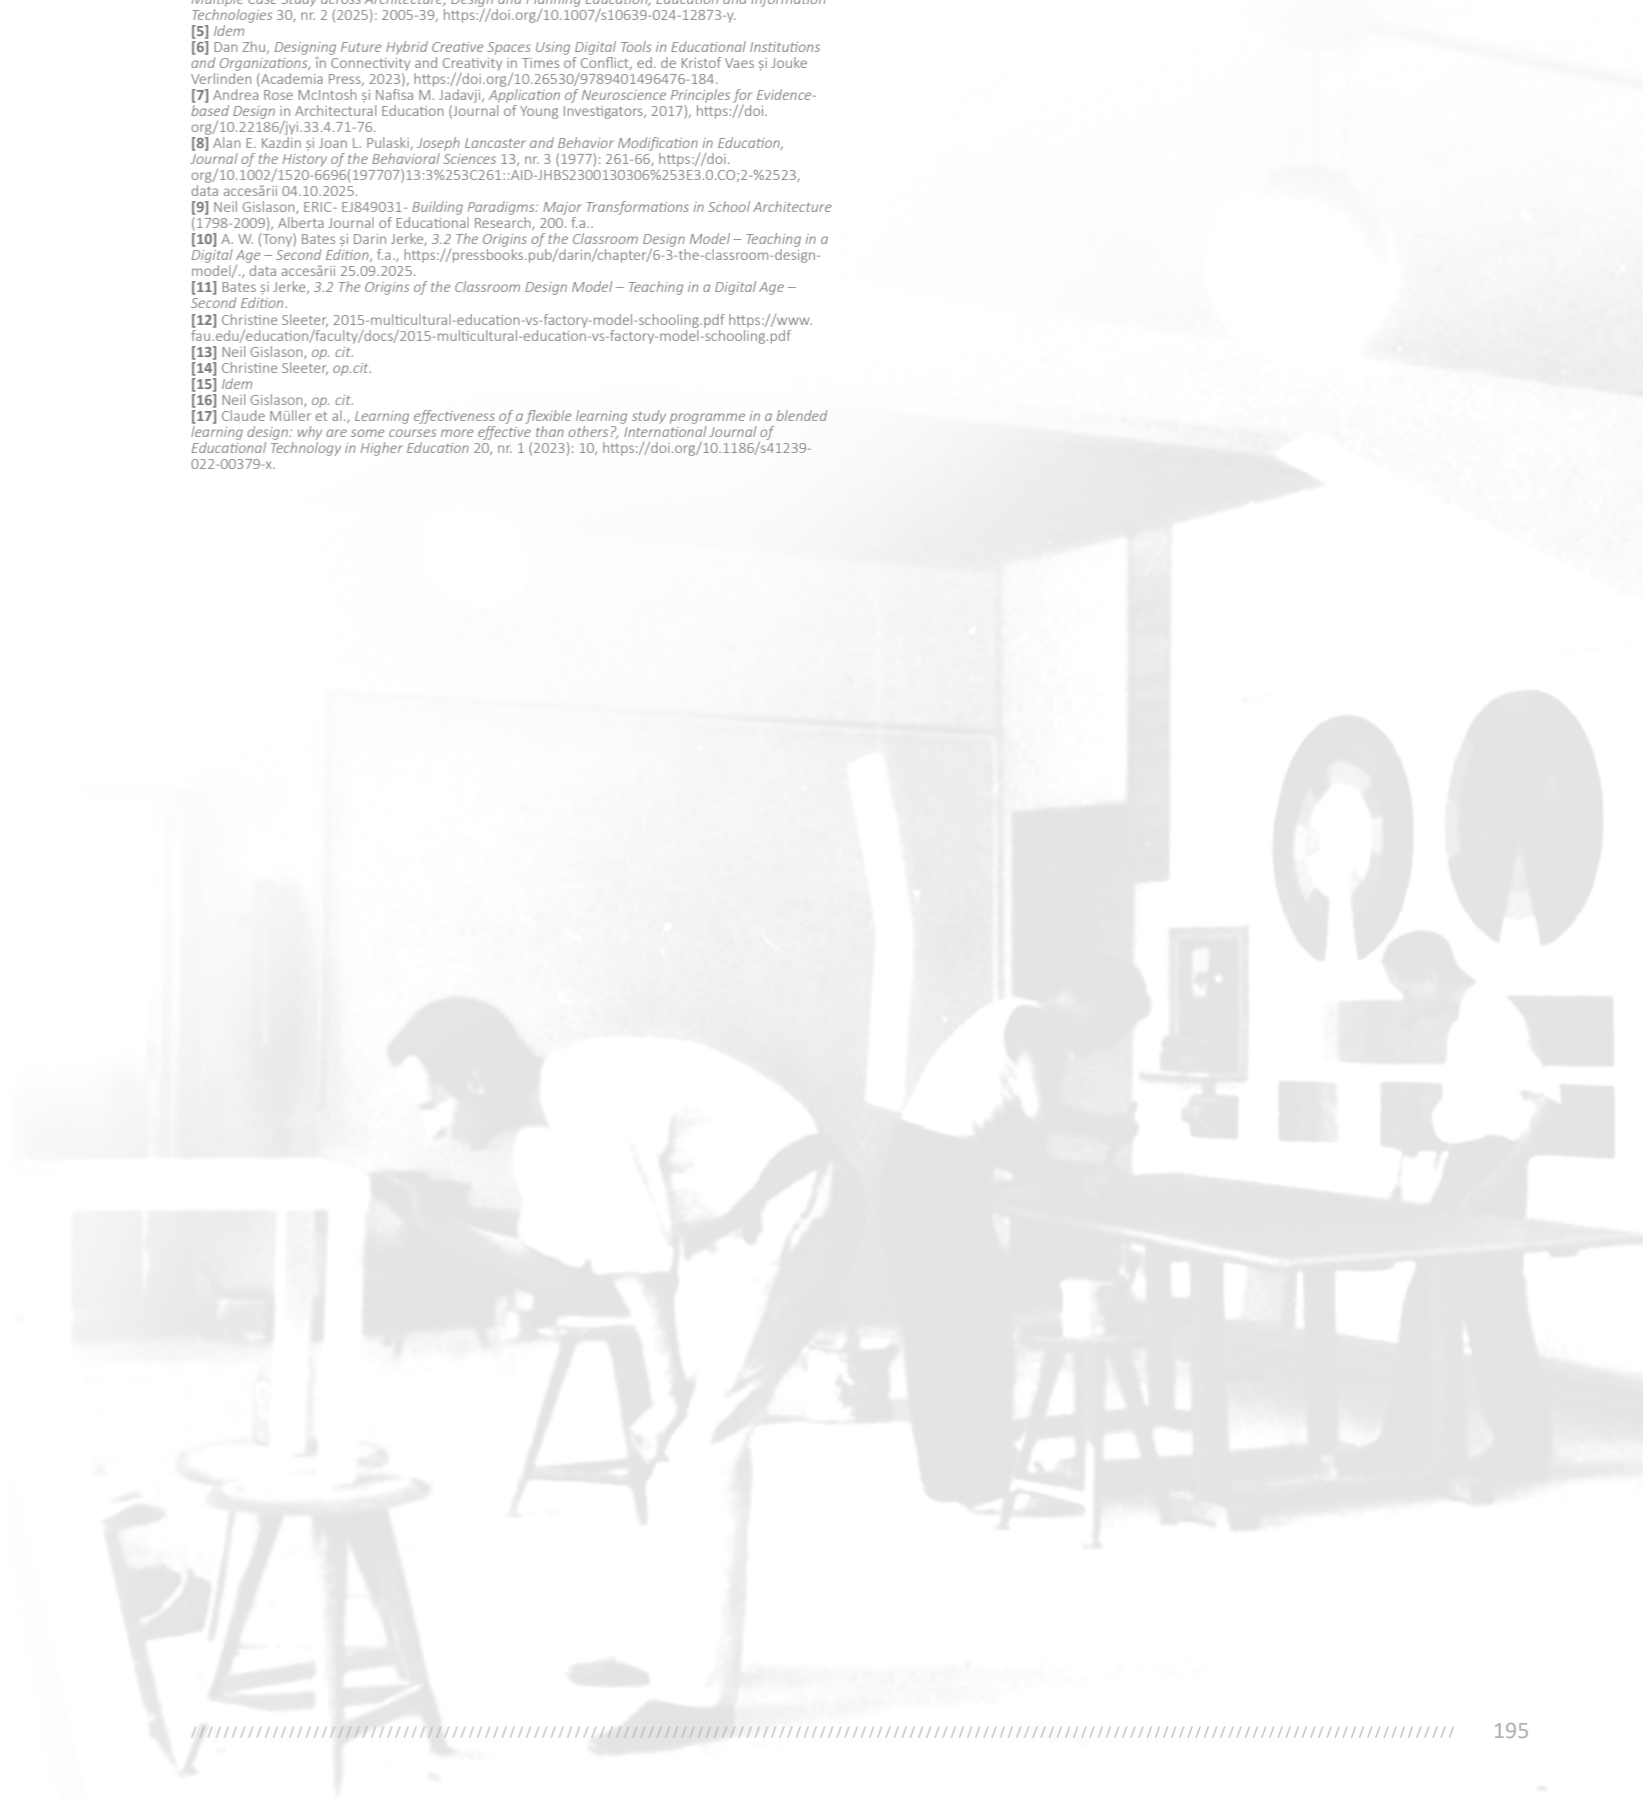 Multiple Case Study across Architecture, Design and Planning Education, Education and Information
Technologies 30, nr. 2 (2025): 2005-39, https://doi.org/10.1007/s10639-024-12873-y.
[5] Idem
[6] Dan Zhu, Designing Future Hybrid Creative Spaces Using Digital Tools in Educational Institutions
and Organizations, în Connectivity and Creativity in Times of Conflict, ed. de Kristof Vaes și Jouke
Verlinden (Academia Press, 2023), https://doi.org/10.26530/9789401496476-184.
[7] Andrea Rose McIntosh și Nafisa M. Jadavji, Application of Neuroscience Principles for Evidence-
based Design in Architectural Education (Journal of Young Investigators, 2017), https://doi.
org/10.22186/jyi.33.4.71-76.
[8] Alan E. Kazdin și Joan L. Pulaski, Joseph Lancaster and Behavior Modification in Education,
Journal of the History of the Behavioral Sciences 13, nr. 3 (1977): 261-66, https://doi.
org/10.1002/1520-6696(197707)13:3%253C261::AID-JHBS2300130306%253E3.0.CO;2-%2523,
data accesării 04.10.2025.
[9] Neil Gislason, ERIC- EJ849031- Building Paradigms: Major Transformations in School Architecture
(1798-2009), Alberta Journal of Educational Research, 200. f.a..
[10] A. W. (Tony) Bates și Darin Jerke, 3.2 The Origins of the Classroom Design Model – Teaching in a
Digital Age – Second Edition, f.a., https://pressbooks.pub/darin/chapter/6-3-the-classroom-design-
model/., data accesării 25.09.2025.
[11] Bates și Jerke, 3.2 The Origins of the Classroom Design Model – Teaching in a Digital Age –
Second Edition.
[12] Christine Sleeter, 2015-multicultural-education-vs-factory-model-schooling.pdf https://www.
fau.edu/education/faculty/docs/2015-multicultural-education-vs-factory-model-schooling.pdf
[13] Neil Gislason, op. cit.
[14] Christine Sleeter, op.cit.
[15] Idem
[16] Neil Gislason, op. cit.
[17] Claude Müller et al., Learning effectiveness of a flexible learning study programme in a blended
learning design: why are some courses more effective than others?, International Journal of
Educational Technology in Higher Education 20, nr. 1 (2023): 10, https://doi.org/10.1186/s41239-
022-00379-x.
195